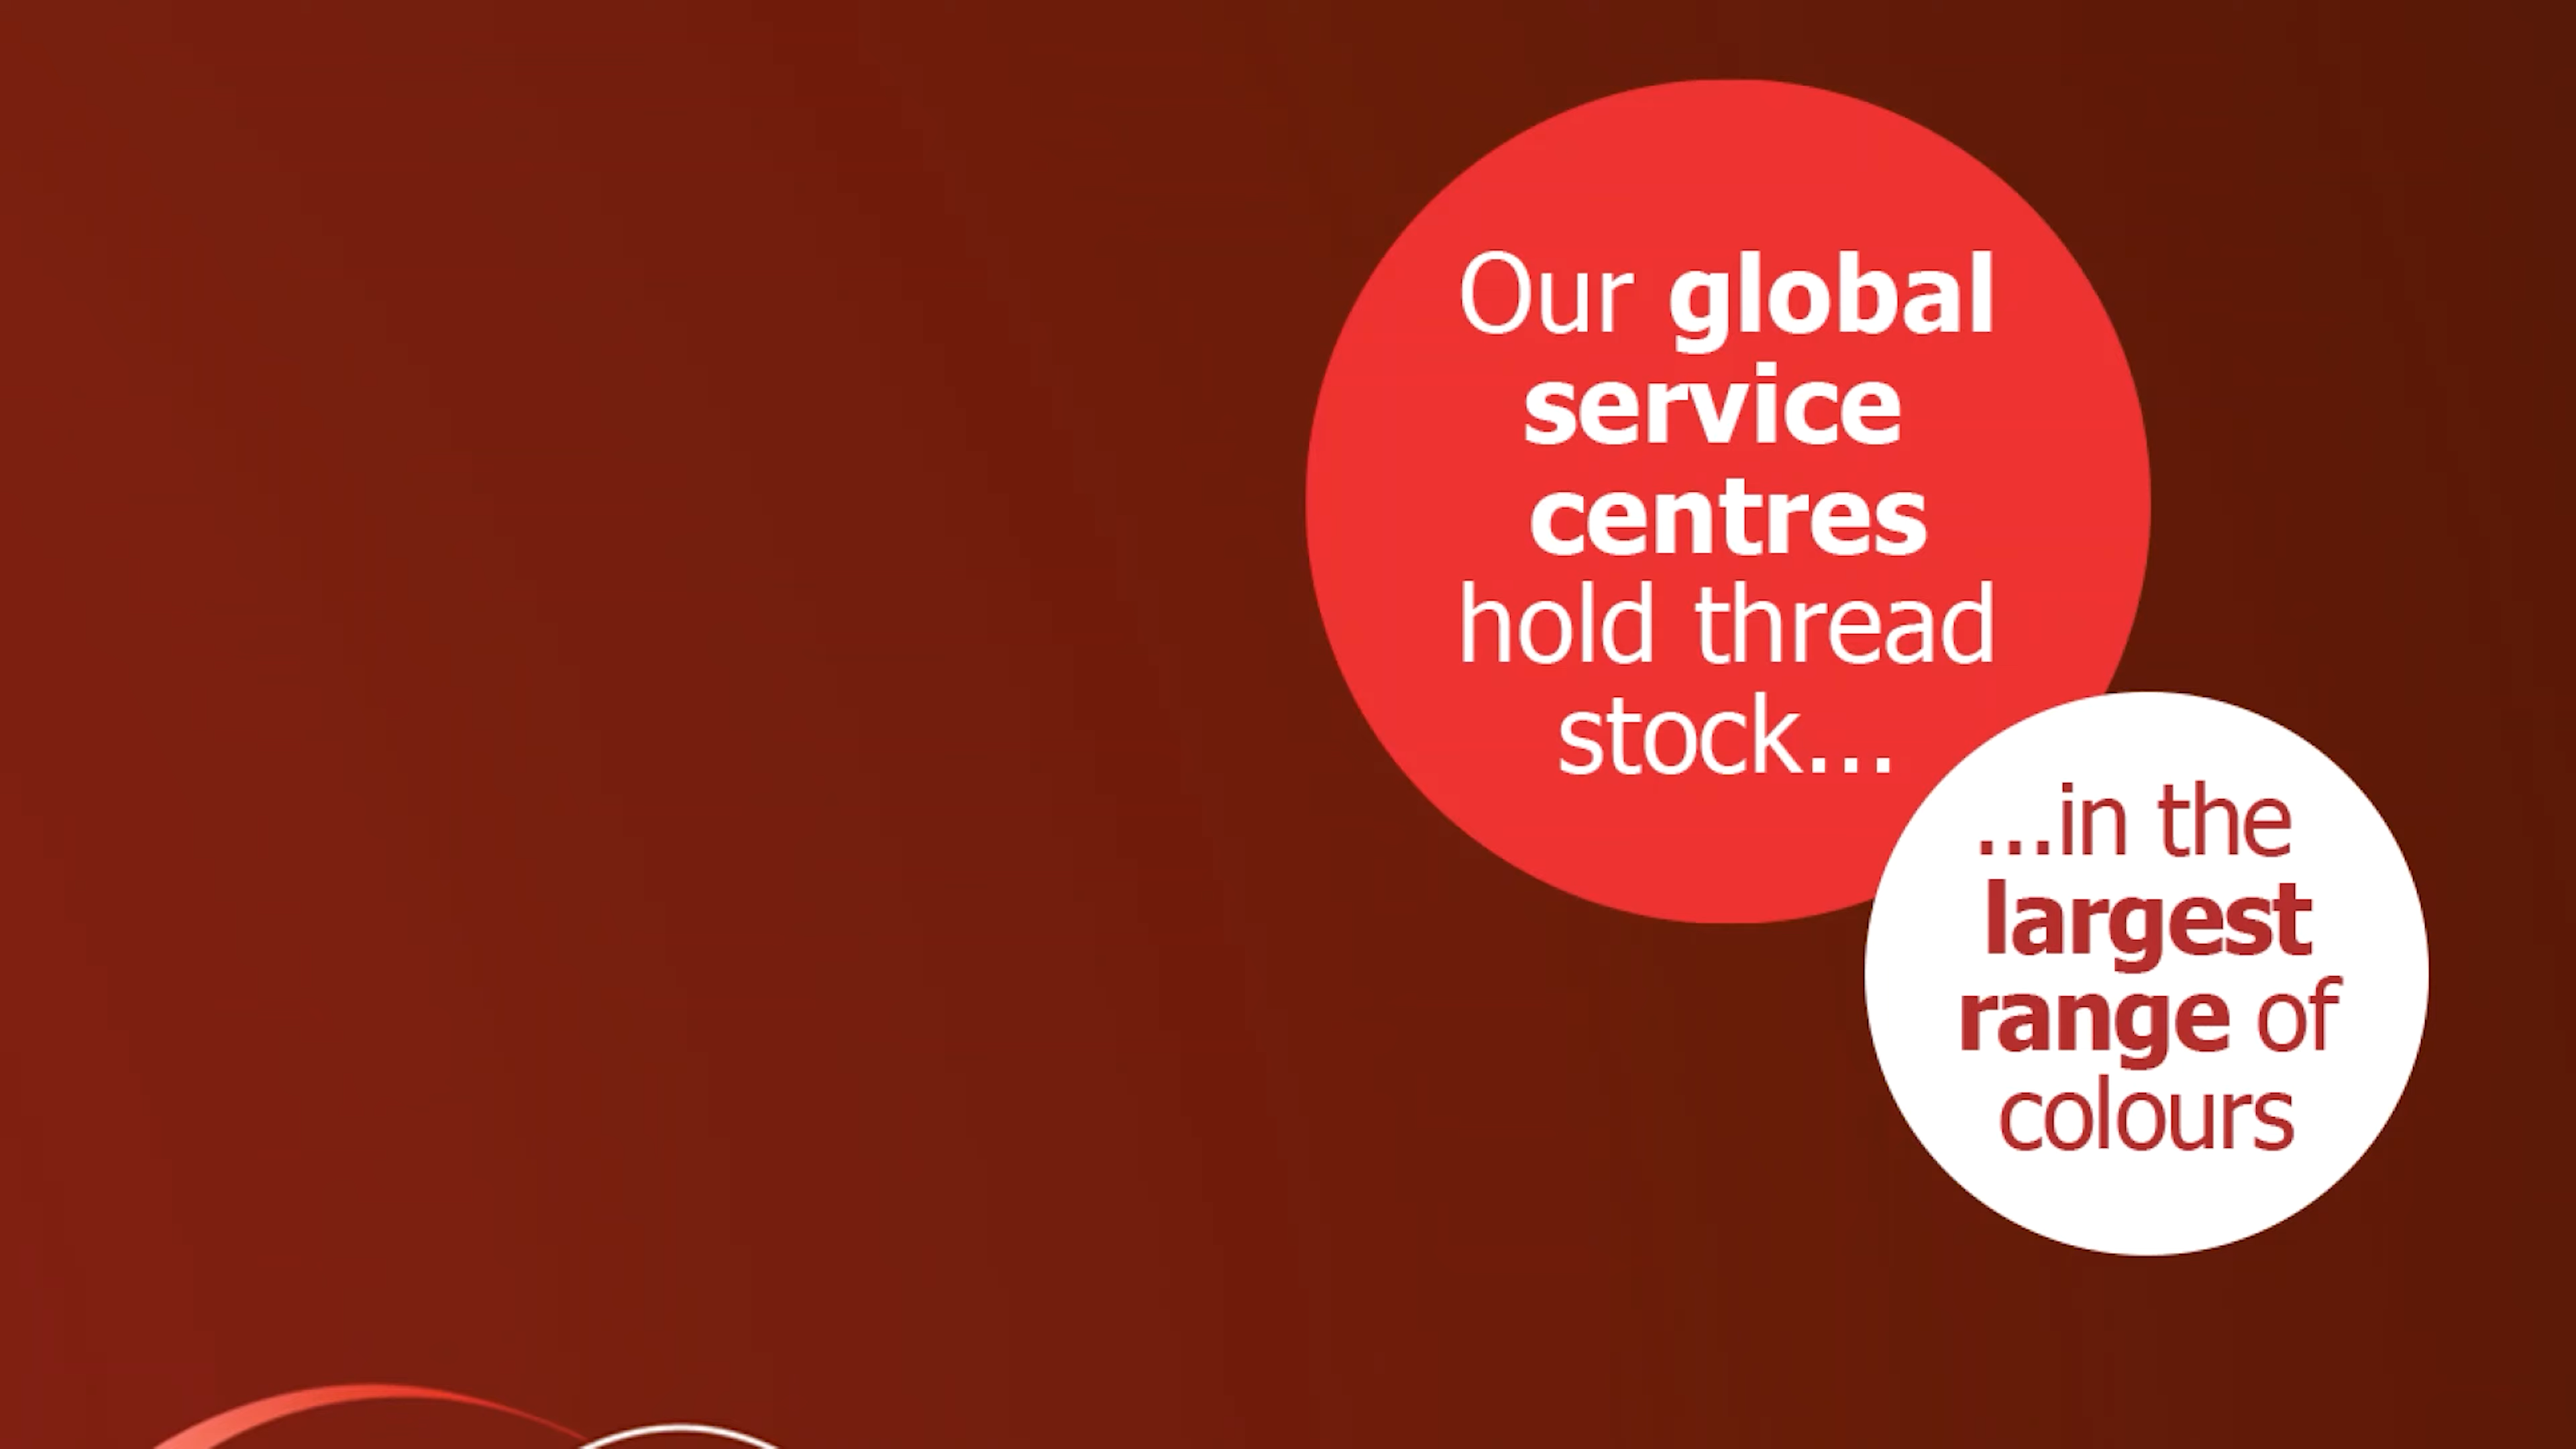 Our global
service
centres
hold thread
stock...
...in the
largest
range of
colours